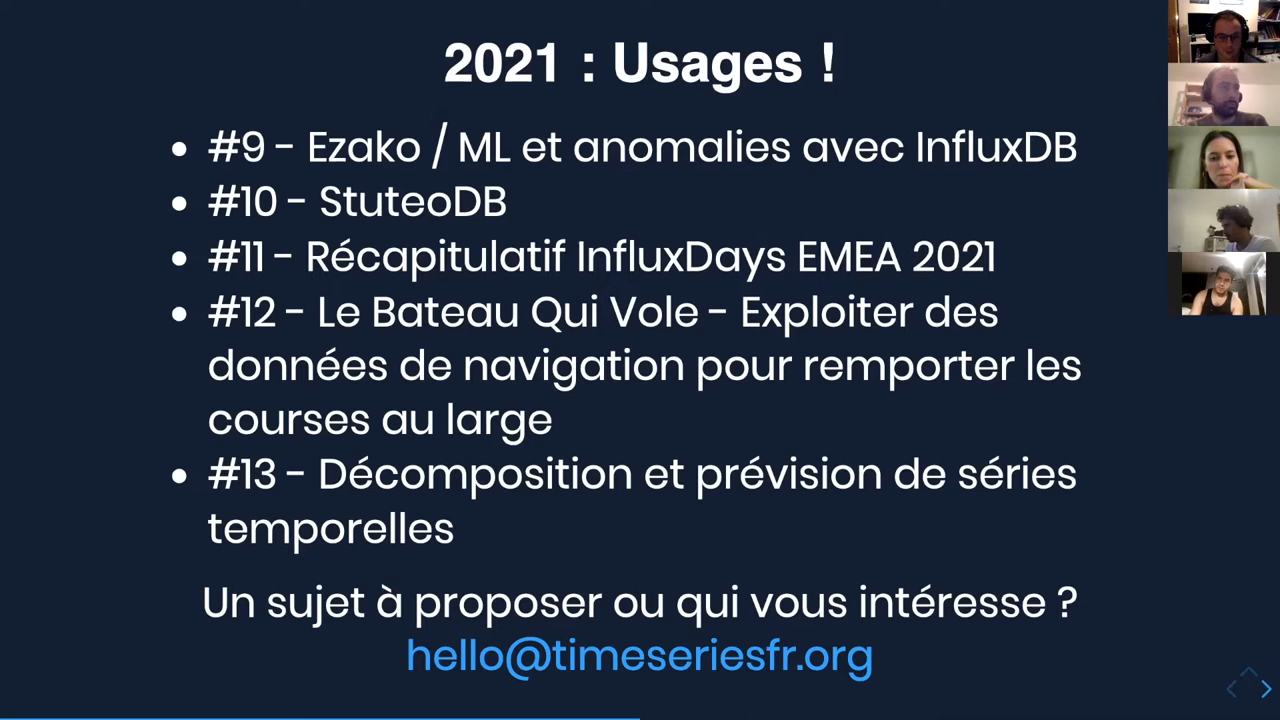 2021 : Usages !
#9 - Ezako / ML et anomalies avec InfluxDB
#10 - StuteoDB
#11 - Récapitulatif InfluxDays EMEA 2021
#12 - Le Bateau Qui Vole - Exploiter des
données de navigation pour remporter les
courses au large
#13 - Décomposition et prévision de séries
temporelles
Un sujet à proposer ou qui vous intéresse ?
hello@timeseriesfr.org